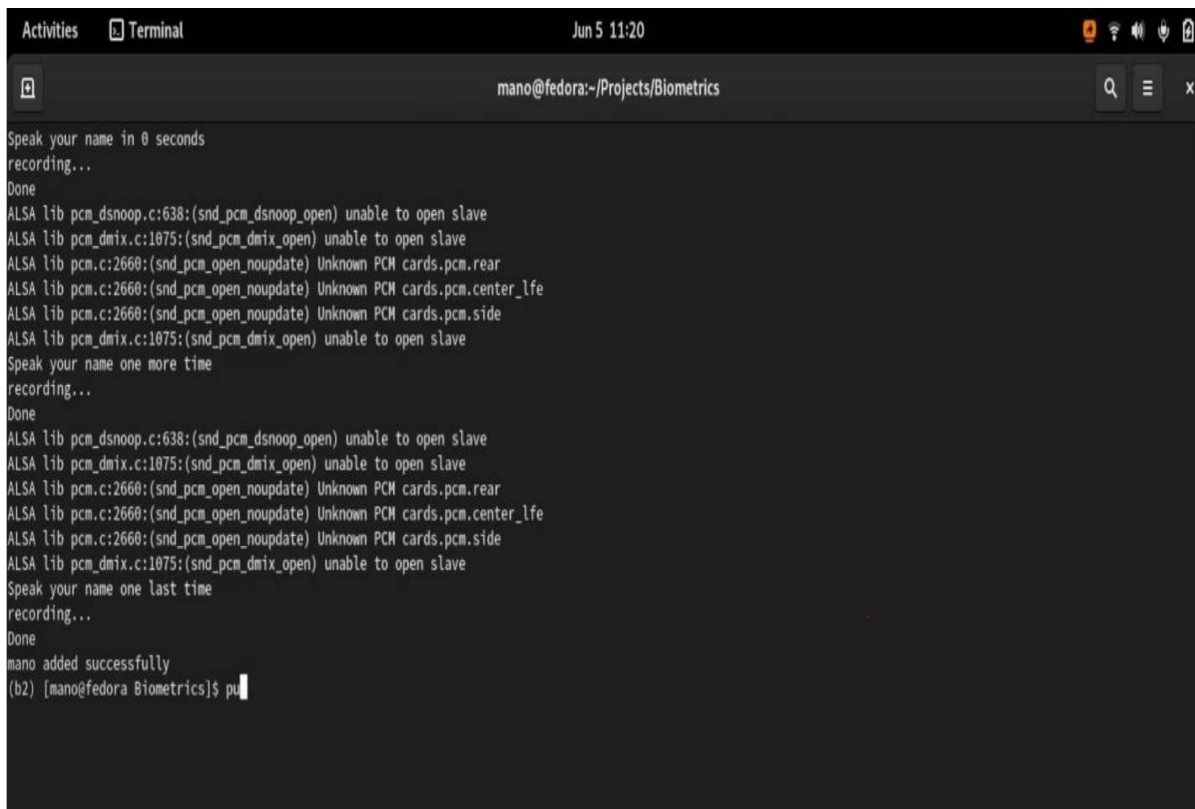 Activities Terminal Jun 5 11:20
mano@fedora:~/Projects/Biometrics
Speak your name in 0 seconds
recording...
Done
ALSA lib pcm_dsnoop.c:638:(snd_pcm_dsnoop_open) unable to open slave
ALSA lib pcm_dmix.c:1075:(snd_pcm_dmix_open) unable to open slave
ALSA lib pcm.c:2660:(snd_pcm_open_noupdate) Unknown PCM cards.pcm.rear
ALSA lib pcm.c:2660:(snd_pcm_open_noupdate) Unknown PCM cards.pcm.center_lfe
ALSA lib pcm.c:2660:(snd_pcm_open_noupdate) Unknown PCM cards.pcm.side
ALSA lib pcm_dmix.c:1075:(snd_pcm_dmix_open) unable to open slave
Speak your name one more time
recording...
Done
ALSA lib pcm_dsnoop.c:638:(snd_pcm_dsnoop_open) unable to open slave
ALSA lib pcm_dmix.c:1075:(snd_pcm_dmix_open) unable to open slave
ALSA lib pcm.c:2660:(snd_pcm_open_noupdate) Unknown PCM cards.pcm.rear
ALSA lib pcm.c:2660:(snd_pcm_open_noupdate) Unknown PCM cards.pcm.center_lfe
ALSA lib pcm.c:2660:(snd_pcm_open_noupdate) Unknown PCM cards.pcm.side
ALSA lib pcm_dmix.c:1075:(snd_pcm_dmix_open) unable to open slave
Speak your name one last time
recording...
Done
mano added successfully
(b2) [mano@fedora Biometrics]$ pu